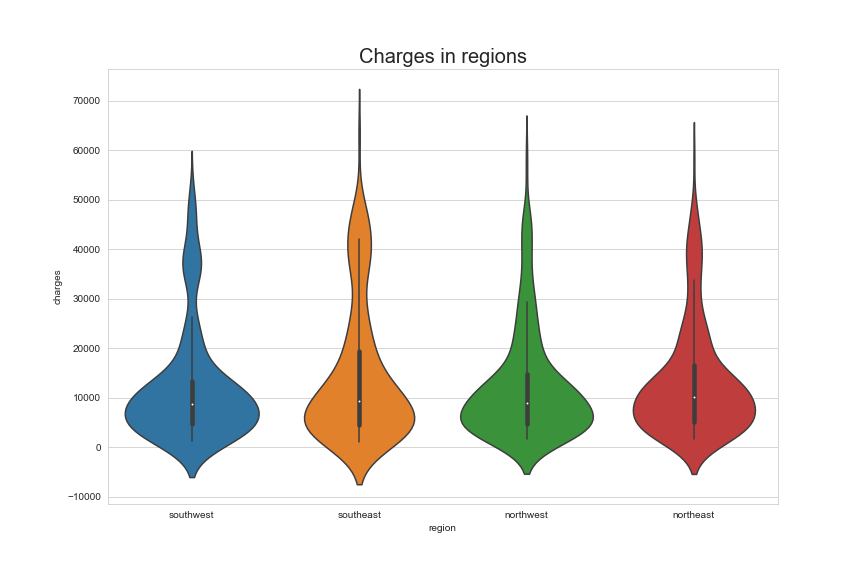 Charges in regions
70000
60000
50000
40000
30000
20000
10000
0
−10000
charges
southwest southeast northwest northeast
region